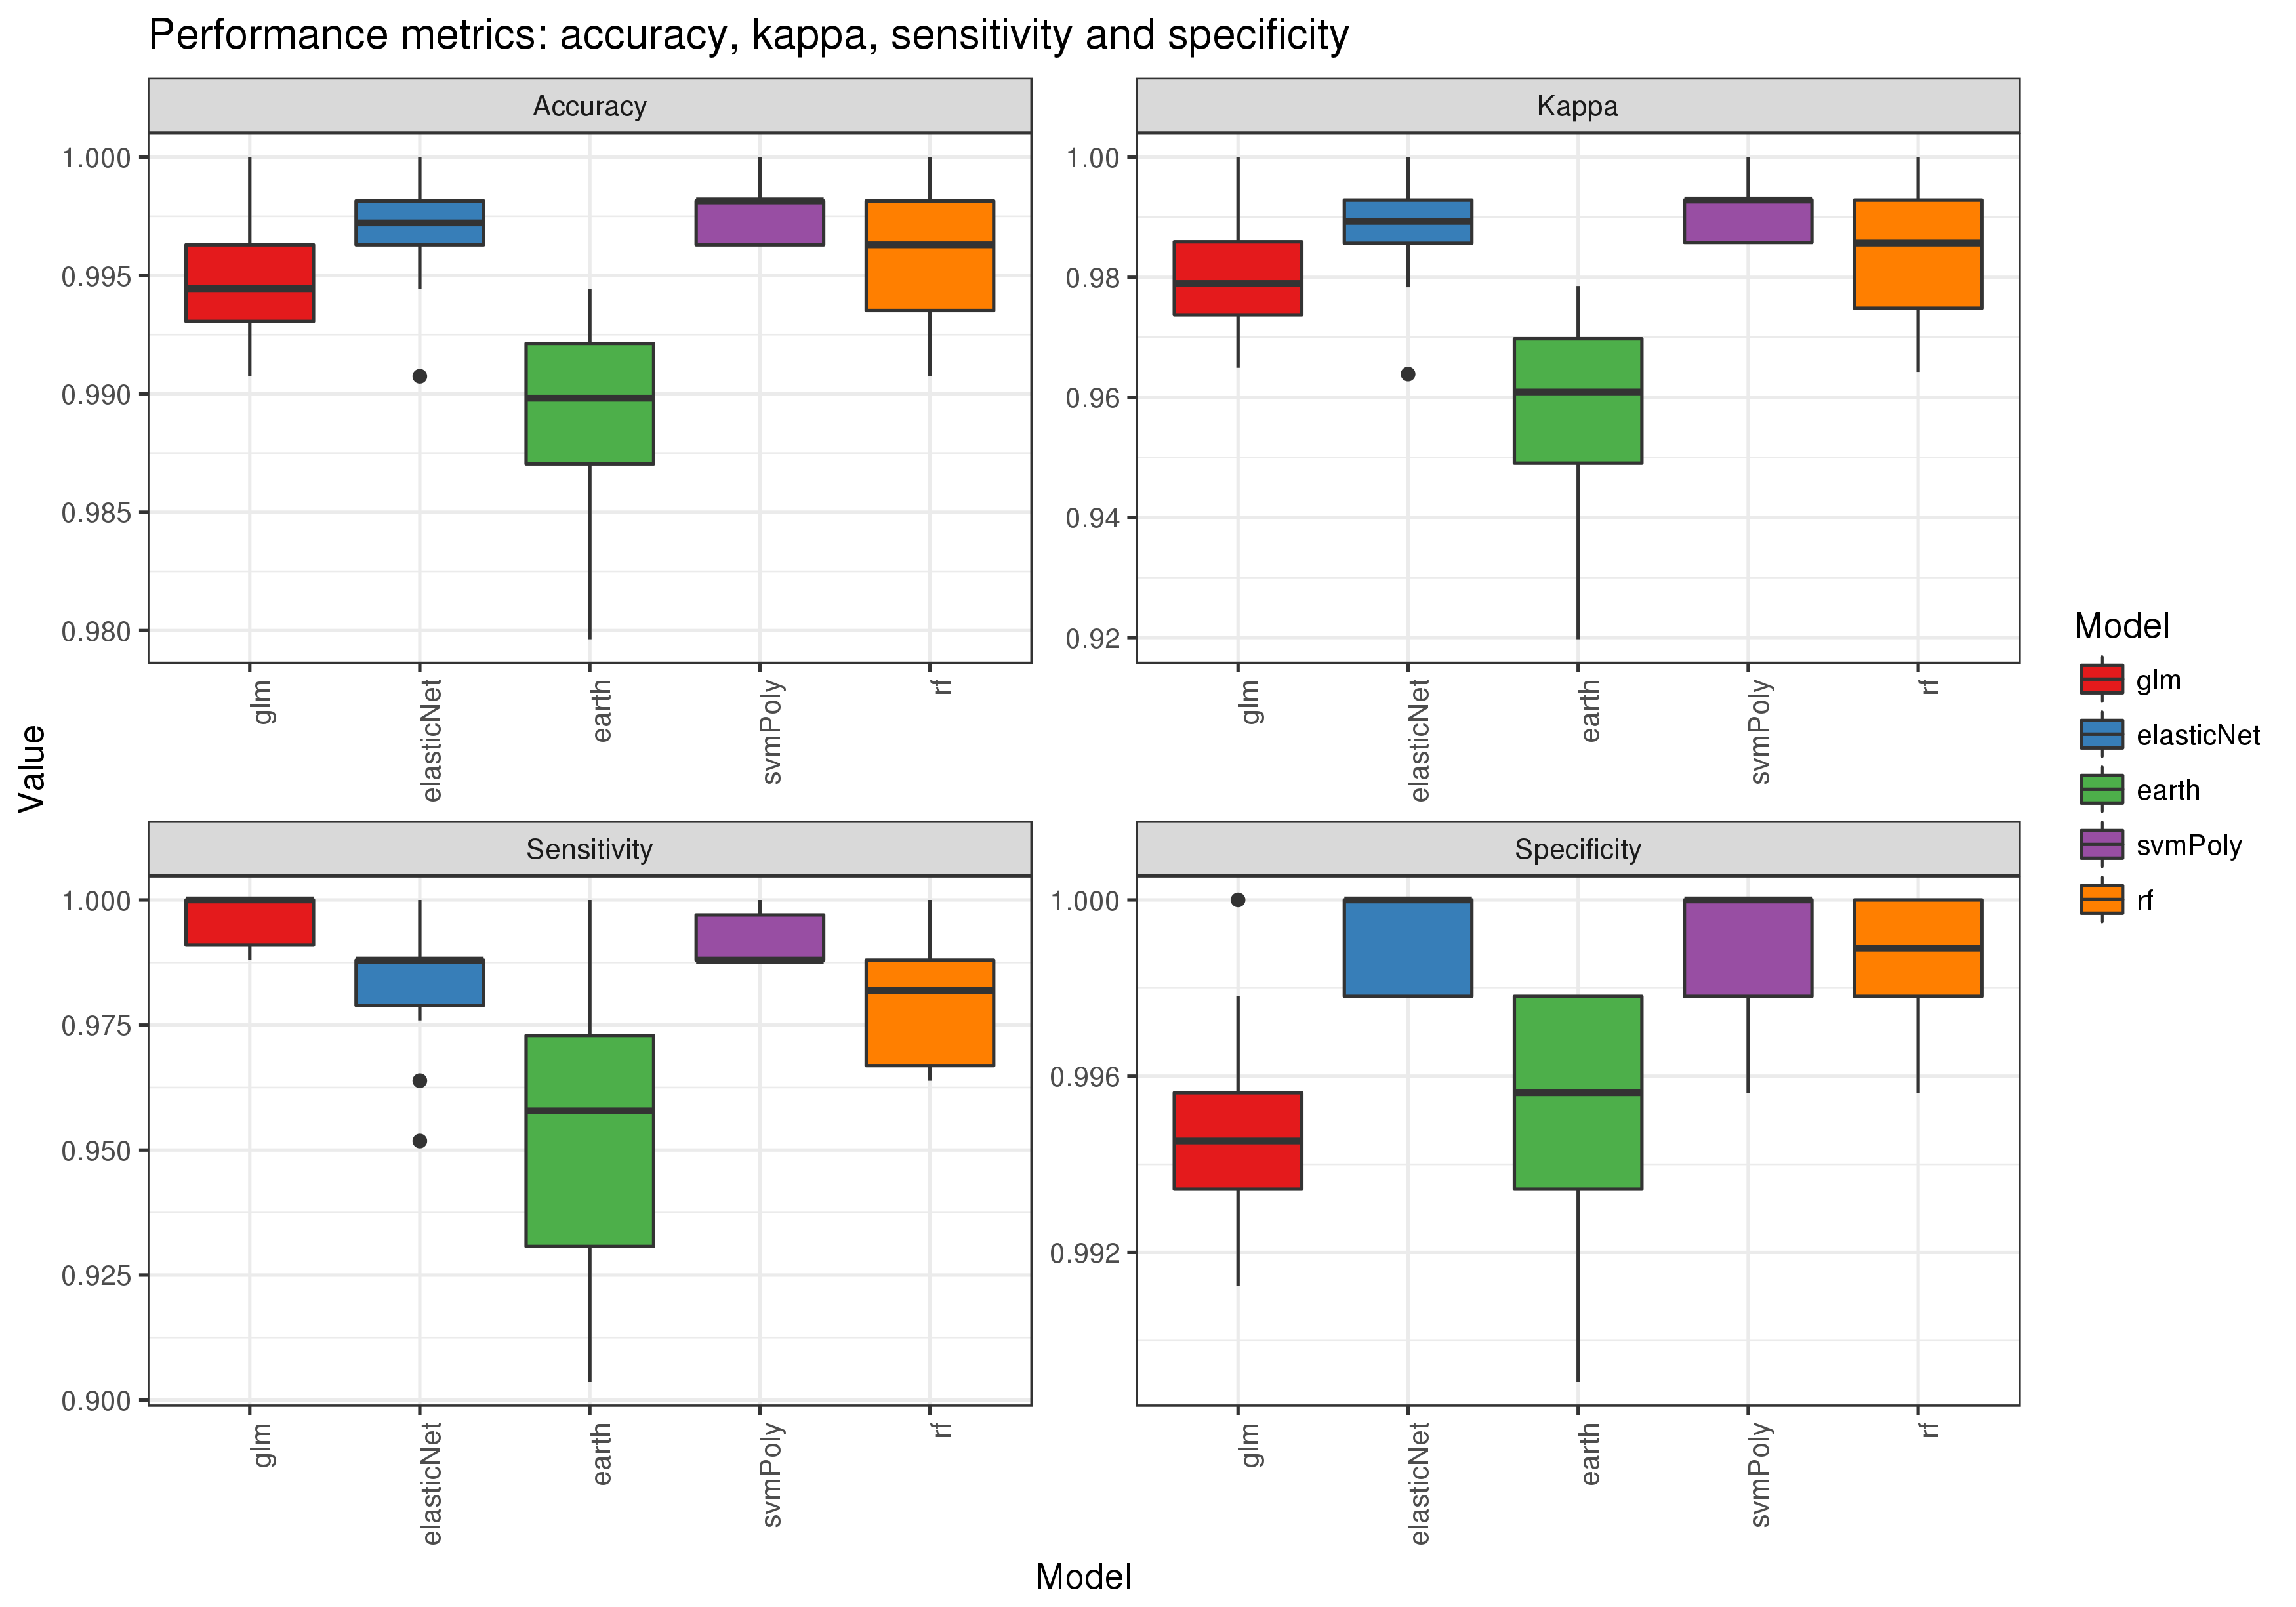 Performance metrics: accuracy, kappa, sensitivity and specificity
Accuracy
1.000
0.995
0.990
0.985
0.980
glm
elasticNet
earth
svmPoly
rf
Kappa
1.00
0.98
0.96
0.94
0.92
glm
elasticNet
earth
svmPoly
rf
Value
Sensitivity
1.000
0.975
0.950
0.925
0.900
glm
elasticNet
earth
svmPoly
rf
Specificity
1.000
0.996
0.992
glm
elasticNet
earth
svmPoly
rf
Model
Model
glm
elasticNet
earth
svmPoly
rf